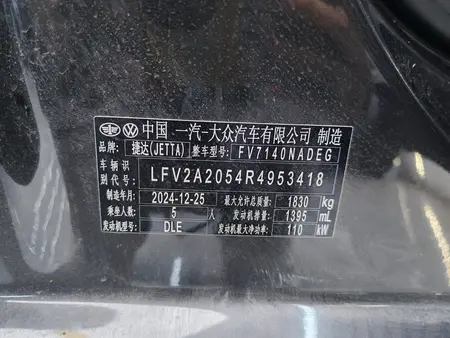 中国 一汽-大众汽车有限公司 制造
品牌: 捷达(JETTA) 整车型号: FV7140NADEG
车辆识别代号: LFV2A2054R4953418
制造年月: 2024-12-25 最大允许总质量: 1830 kg
乘坐人数: 5 人 发动机排量: 1395 mL
发动机型号: DLE 发动机最大净功率: 110 kW